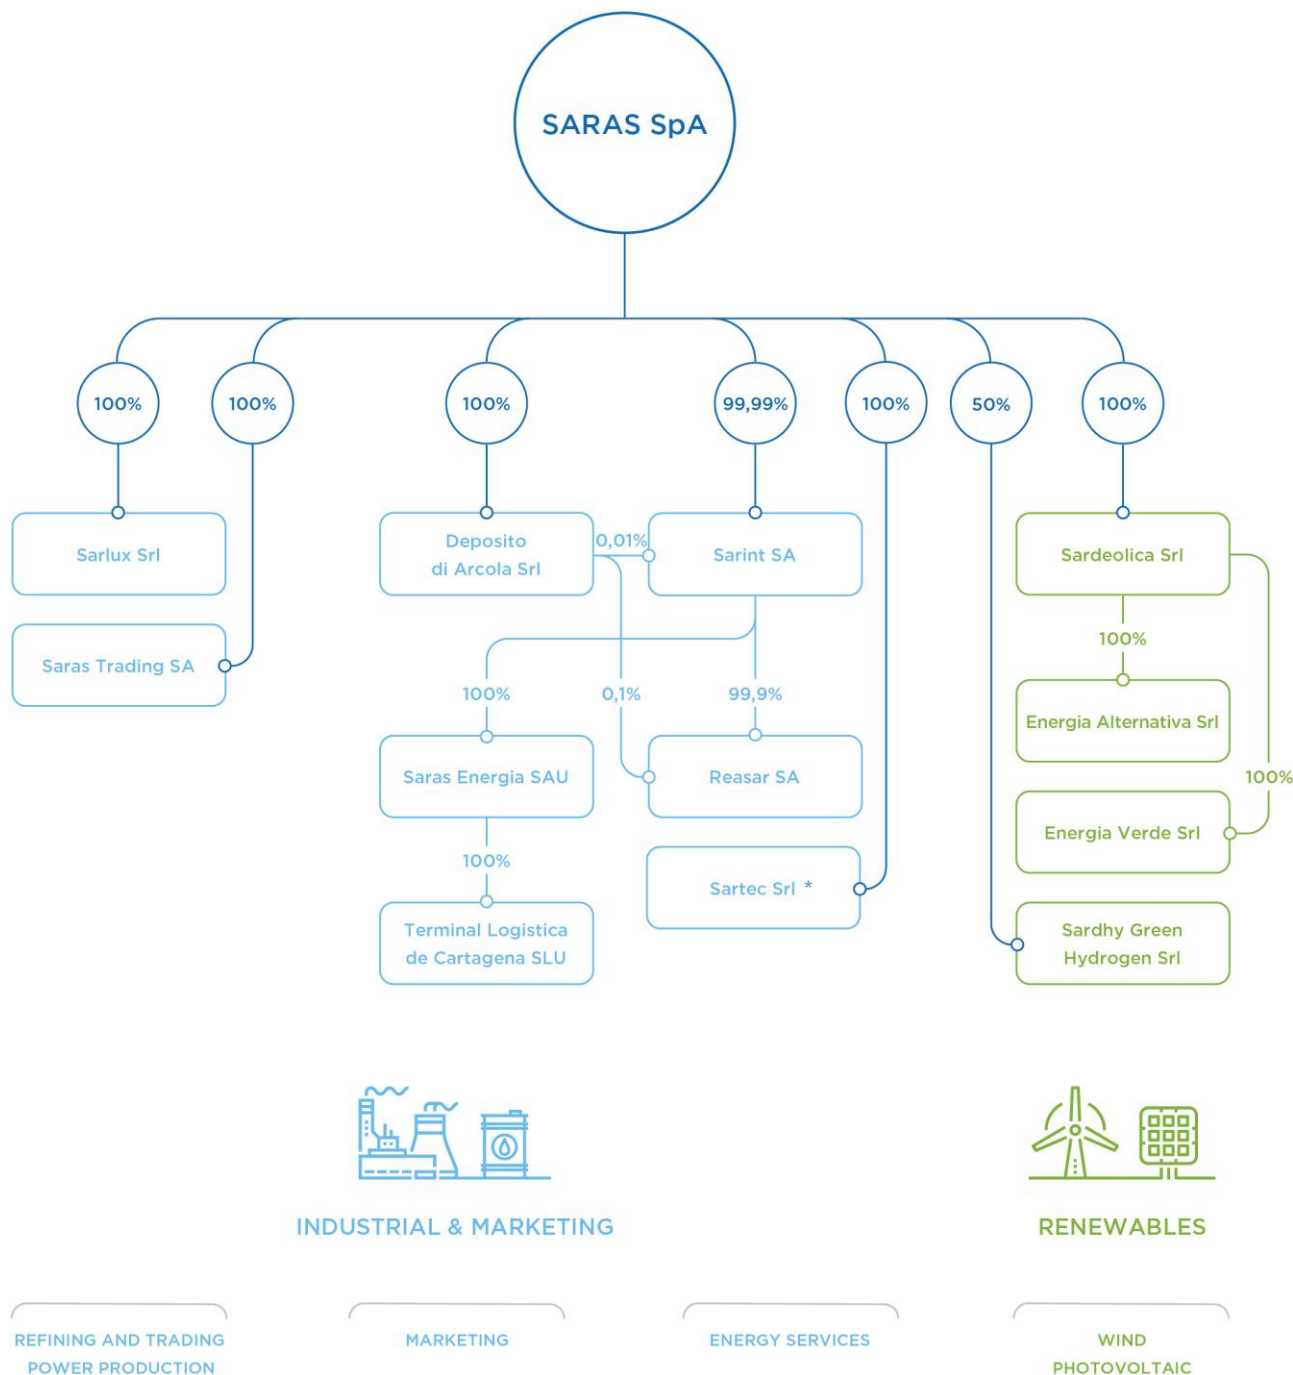 SARAS SpA
100%
100%
100%
99,99%
100%
50%
100%
Sarlux Srl
Deposito
di Arcola Srl
0,01%
Sarint SA
Sardeolica Srl
Saras Trading SA
100%
100%
0,1%
99,9%
Energia Alternativa Srl
Saras Energia SAU
Reasar SA
100%
Energia Verde Srl
100%
Sartec Srl *
Terminal Logistica
de Cartagena SLU
Sardhy Green
Hydrogen Srl
INDUSTRIAL & MARKETING
RENEWABLES
REFINING AND TRADING
POWER PRODUCTION
MARKETING
ENERGY SERVICES
WIND
PHOTOVOLTAIC